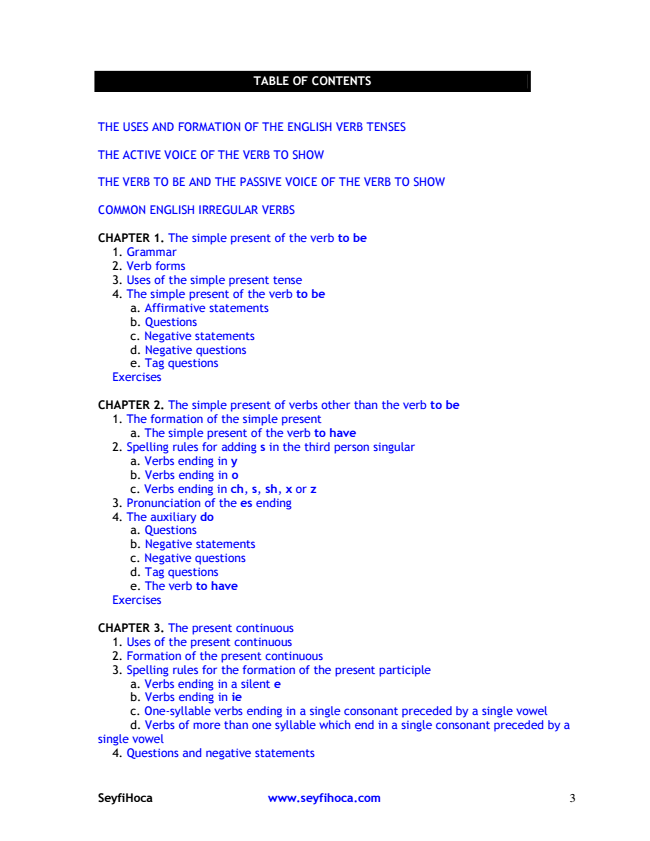 TABLE OF CONTENTS
THE USES AND FORMATION OF THE ENGLISH VERB TENSES
THE ACTIVE VOICE OF THE VERB TO SHOW
THE VERB TO BE AND THE PASSIVE VOICE OF THE VERB TO SHOW
COMMON ENGLISH IRREGULAR VERBS
CHAPTER 1. The simple present of the verb to be
1. Grammar
2. Verb forms
3. Uses of the simple present tense
4. The simple present of the verb to be
a. Affirmative statements
b. Questions
c. Negative statements
d. Negative questions
e. Tag questions
Exercises
CHAPTER 2. The simple present of verbs other than the verb to be
1. The formation of the simple present
a. The simple present of the verb to have
2. Spelling rules for adding s in the third person singular
a. Verbs ending in y
b. Verbs ending in o
c. Verbs ending in ch, s, sh, x or z
3. Pronunciation of the es ending
4. The auxiliary do
a. Questions
b. Negative statements
c. Negative questions
d. Tag questions
e. The verb to have
Exercises
CHAPTER 3. The present continuous
1. Uses of the present continuous
2. Formation of the present continuous
3. Spelling rules for the formation of the present participle
a. Verbs ending in a silent e
b. Verbs ending in ie
c. One-syllable verbs ending in a single consonant preceded by a single vowel
d. Verbs of more than one syllable which end in a single consonant preceded by a
single vowel
4. Questions and negative statements
SeyfiHoca www.seyfihoca.com 3